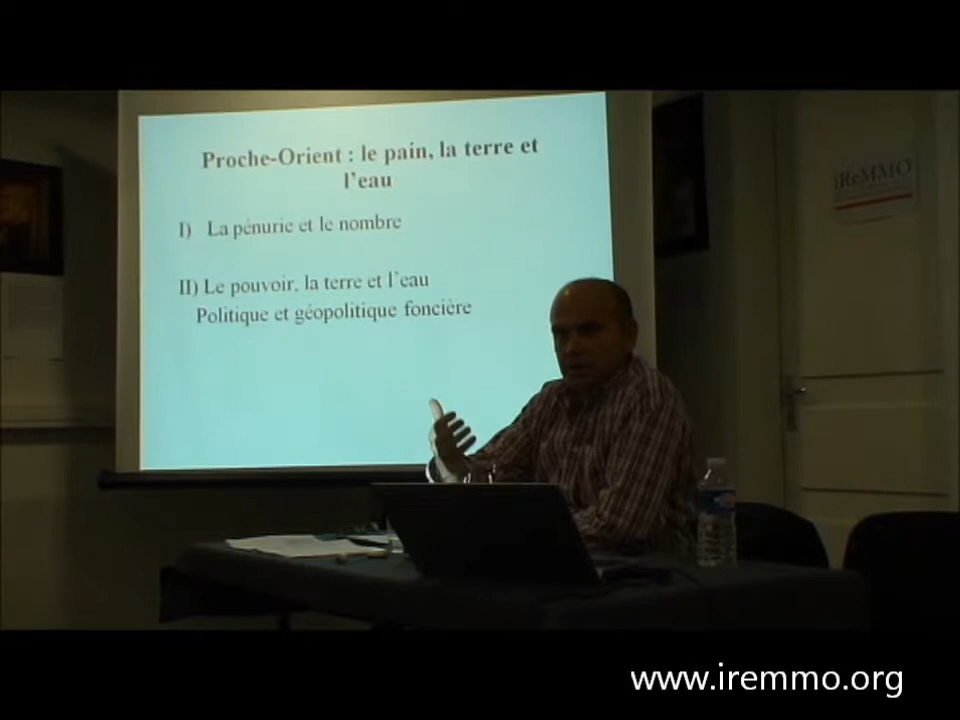 Proche-Orient : le pain, la terre et
l'eau
I) La pénurie et le nombre
II) Le pouvoir, la terre et l'eau
Politique et géopolitique foncière
iReMMO
www.iremmo.org